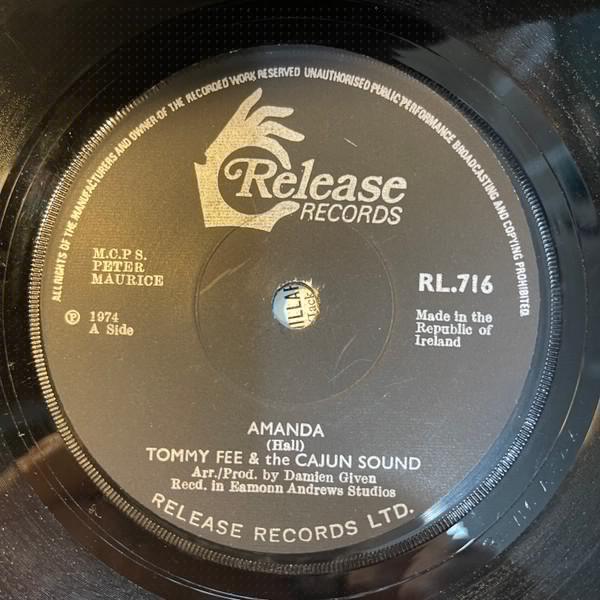 ALL RIGHTS OF THE MANUFACTURERS AND OWNER OF THE RECORDED WORK RESERVED UNAUTHORISED PUBLIC PERFORMANCE BROADCASTING AND COPYING PROHIBITED
Release
RECORDS
M.C.P S.
PETER
MAURICE
RL.716
℗ 1974
A Side
Made in the
Republic of
Ireland
ILLAR
Jack
AMANDA
(Hall)
TOMMY FEE & the CAJUN SOUND
Arr./Prod. by Damien Given
Recd. in Eamonn Andrews Studios
RELEASE RECORDS LTD.